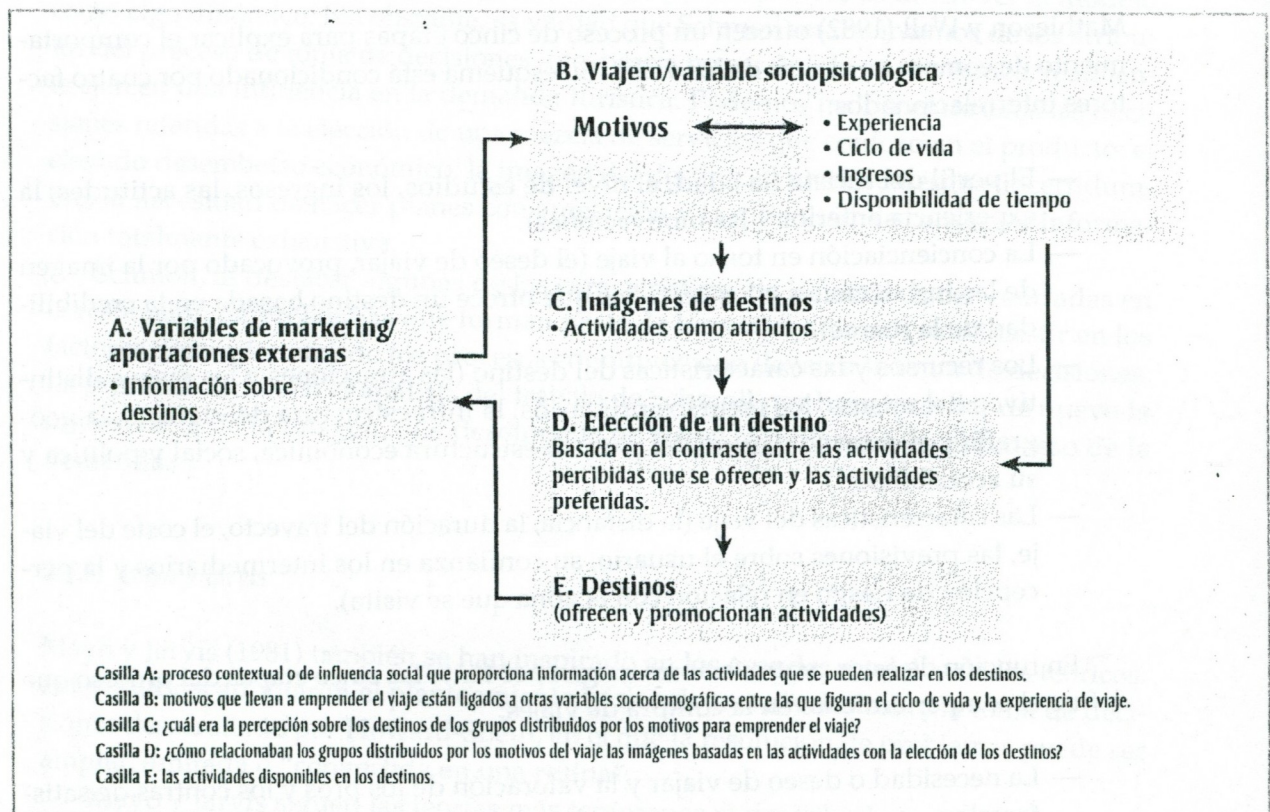 B. Viajero/variable sociopsicológica
Motivos
• Experiencia
• Ciclo de vida
• Ingresos
• Disponibilidad de tiempo
A. Variables de marketing/
aportaciones externas
• Información sobre
destinos
C. Imágenes de destinos
• Actividades como atributos
D. Elección de un destino
Basada en el contraste entre las actividades
percibidas que se ofrecen y las actividades
preferidas.
E. Destinos
(ofrecen y promocionan actividades)
Casilla A: proceso contextual o de influencia social que proporciona información acerca de las actividades que se pueden realizar en los destinos.
Casilla B: motivos que llevan a emprender el viaje están ligados a importantes variables sociodemográficas entre las que figuran el ciclo de vida y la experiencia de viaje.
Casilla C: ¿cuál era la percepción sobre los destinos de los grupos distribuidos por los motivos para emprender el viaje?
Casilla D: ¿cómo relacionaban los grupos distribuidos por los motivos del viaje las imágenes basadas en las actividades con la elección de los destinos?
Casilla E: las actividades disponibles en los destinos.